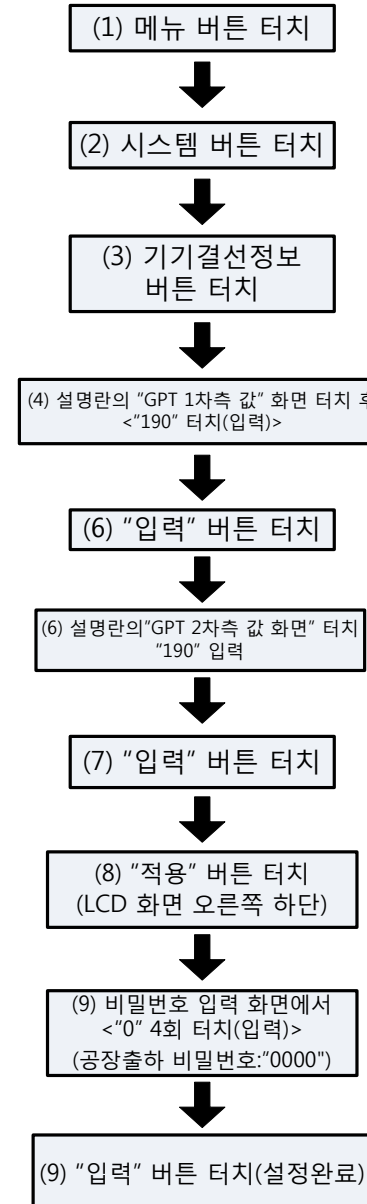 (1) 메뉴 버튼 터치
(2) 시스템 버튼 터치
(3) 기기결선정보
버튼 터치
(4) 설명란의 "GPT 1차측 값" 화면 터치 후
<"190" 터치(입력)>
(6) "입력" 버튼 터치
(6) 설명란의"GPT 2차측 값 화면" 터치
"190" 입력
(7) "입력" 버튼 터치
(8) "적용" 버튼 터치
(LCD 화면 오른쪽 하단)
(9) 비밀번호 입력 화면에서
<"0" 4회 터치(입력)>
(공장출하 비밀번호:"0000")
(9) "입력" 버튼 터치(설정완료)